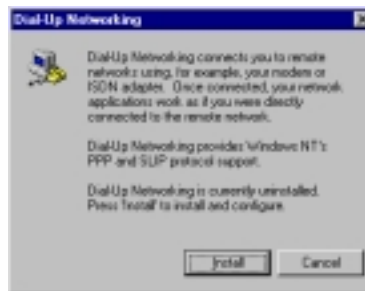 Dial-Up Networking
Dial-Up Networking connects you to remote
networks using, for example, your modem or
ISDN adapter. Once connected, your network
applications work as if you were directly
connected to the remote network.
Dial-Up Networking provides Windows NT's
PPP and SLIP protocol support.
Dial-Up Networking is currently uninstalled.
Press 'Install' to install and configure.
Install
Cancel